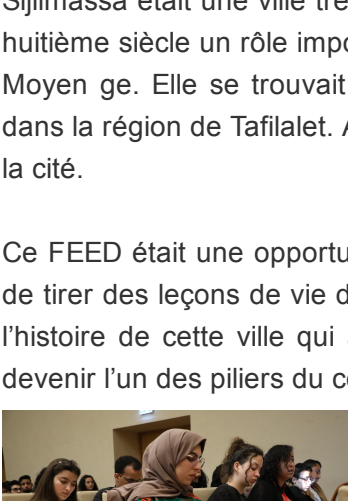 Sijilmassa était une ville tre
huitième siècle un rôle impo
Moyen ge. Elle se trouvait
dans la région de Tafilalet. A
la cité.
Ce FEED était une opportu
de tirer des leçons de vie d
l’histoire de cette ville qui
devenir l’un des piliers du c